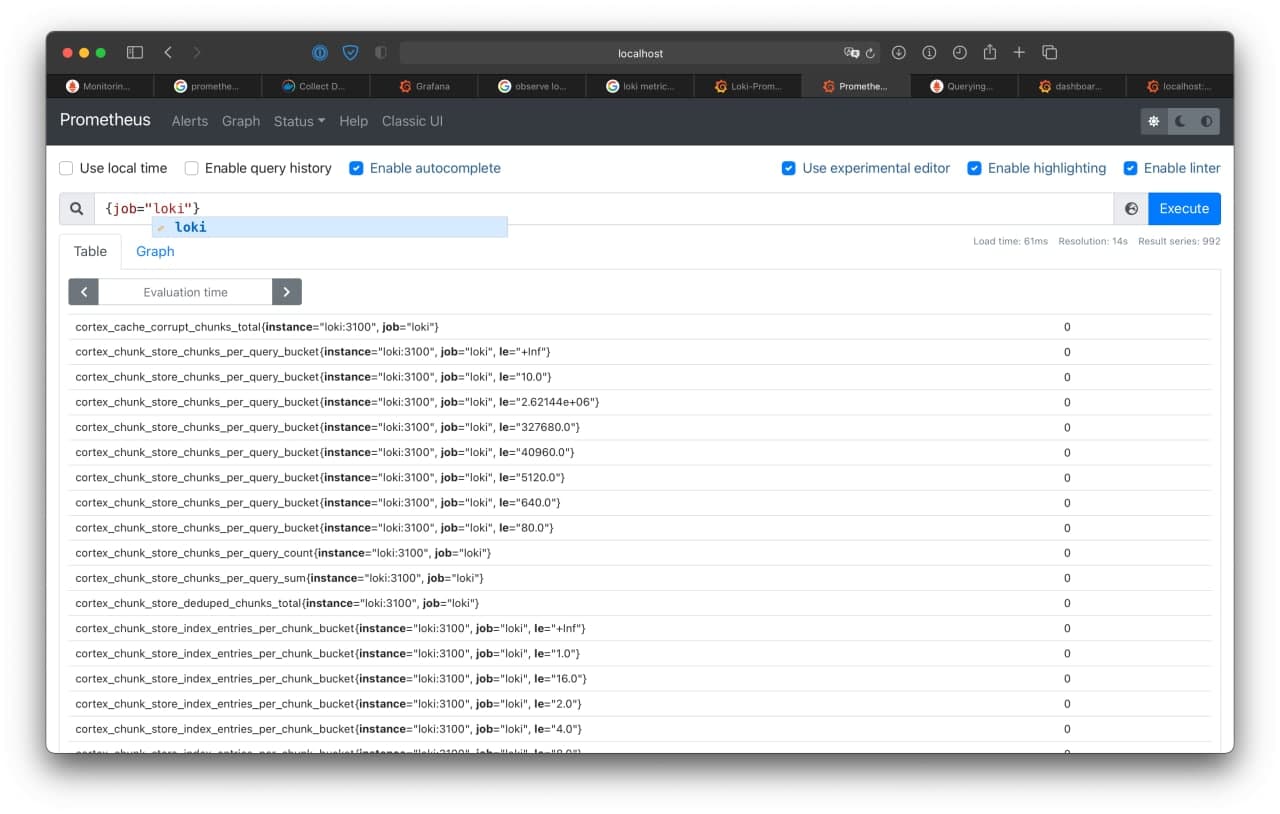 localhost
Monitorin... promethe... Collect D... Grafana observe lo... loki metric... Loki-Prom... Promethe... Querying... dashboar... localhost:...
Prometheus Alerts Graph Status Help Classic UI
Use local time Enable query history Enable autocomplete Use experimental editor Enable highlighting Enable linter
{job="loki"} Execute
loki
Load time: 61ms Resolution: 14s Result series: 992
Table Graph
Evaluation time
cortex_cache_corrupt_chunks_total{instance="loki:3100", job="loki"} 0
cortex_chunk_store_chunks_per_query_bucket{instance="loki:3100", job="loki", le="+Inf"} 0
cortex_chunk_store_chunks_per_query_bucket{instance="loki:3100", job="loki", le="10.0"} 0
cortex_chunk_store_chunks_per_query_bucket{instance="loki:3100", job="loki", le="2.62144e+06"} 0
cortex_chunk_store_chunks_per_query_bucket{instance="loki:3100", job="loki", le="327680.0"} 0
cortex_chunk_store_chunks_per_query_bucket{instance="loki:3100", job="loki", le="40960.0"} 0
cortex_chunk_store_chunks_per_query_bucket{instance="loki:3100", job="loki", le="5120.0"} 0
cortex_chunk_store_chunks_per_query_bucket{instance="loki:3100", job="loki", le="640.0"} 0
cortex_chunk_store_chunks_per_query_bucket{instance="loki:3100", job="loki", le="80.0"} 0
cortex_chunk_store_chunks_per_query_count{instance="loki:3100", job="loki"} 0
cortex_chunk_store_chunks_per_query_sum{instance="loki:3100", job="loki"} 0
cortex_chunk_store_deduped_chunks_total{instance="loki:3100", job="loki"} 0
cortex_chunk_store_index_entries_per_chunk_bucket{instance="loki:3100", job="loki", le="+Inf"} 0
cortex_chunk_store_index_entries_per_chunk_bucket{instance="loki:3100", job="loki", le="1.0"} 0
cortex_chunk_store_index_entries_per_chunk_bucket{instance="loki:3100", job="loki", le="16.0"} 0
cortex_chunk_store_index_entries_per_chunk_bucket{instance="loki:3100", job="loki", le="2.0"} 0
cortex_chunk_store_index_entries_per_chunk_bucket{instance="loki:3100", job="loki", le="4.0"} 0
cortex_chunk_store_index_entries_per_chunk_bucket{instance="loki:3100", job="loki", le="8.0"} 0